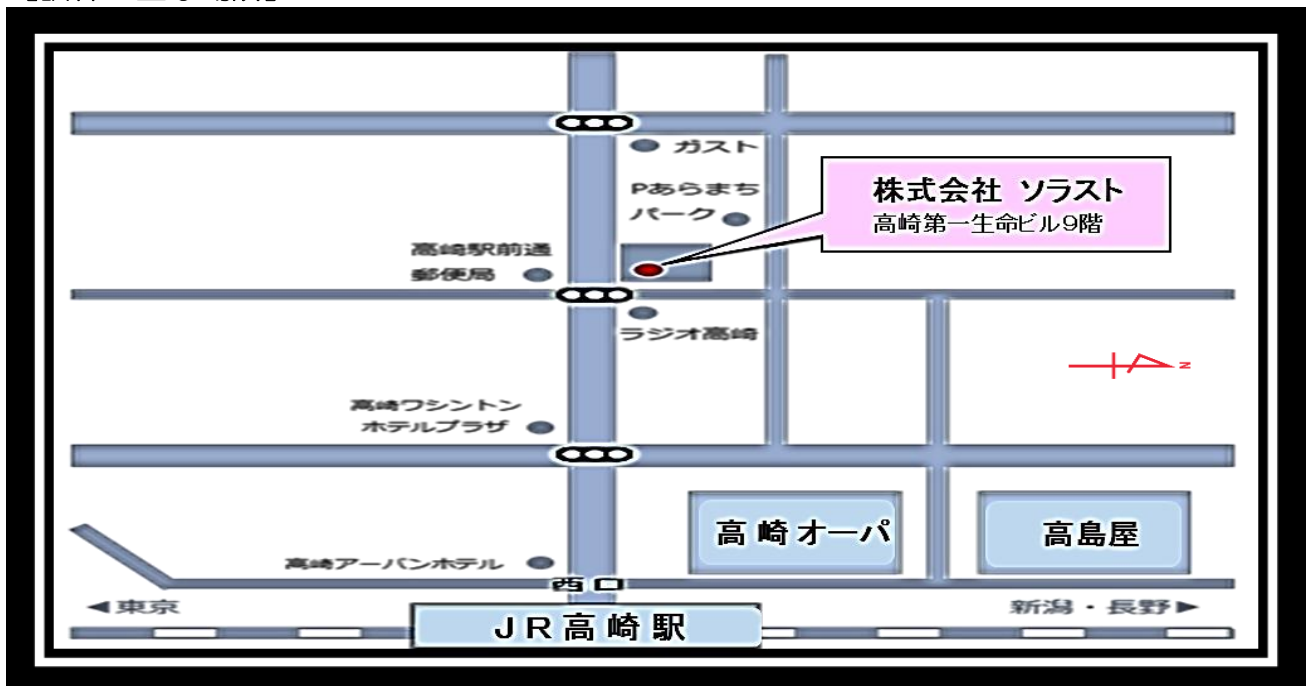 ガスト
Pあらまち
パーク
株式会社 ソラスト
高崎第一生命ビル9階
高崎駅前通
郵便局
ラジオ高崎
N
高崎ワシントン
ホテルプラザ
高崎オーパ
高島屋
高崎アーバンホテル
西口
◀東京
新潟・長野▶
JR高崎駅